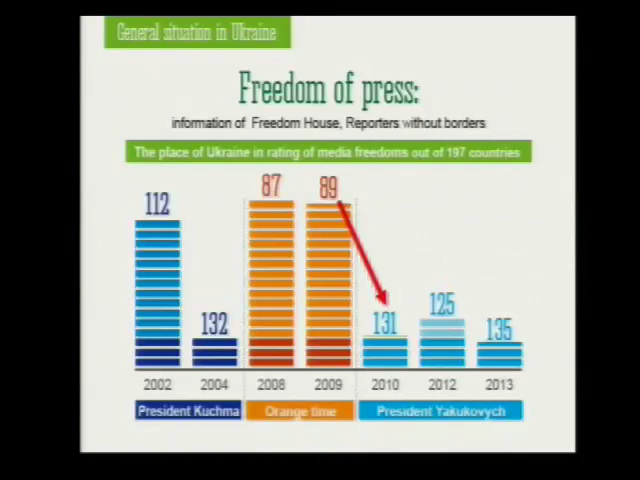 General situation in Ukraine
Freedom of press:
information of Freedom House, Reporters without borders
The place of Ukraine in rating of media freedoms out of 197 countries
112 132 87 89 131 125 135
2002 2004 2008 2009 2010 2012 2013
President Kuchma Orange time President Yakukovych